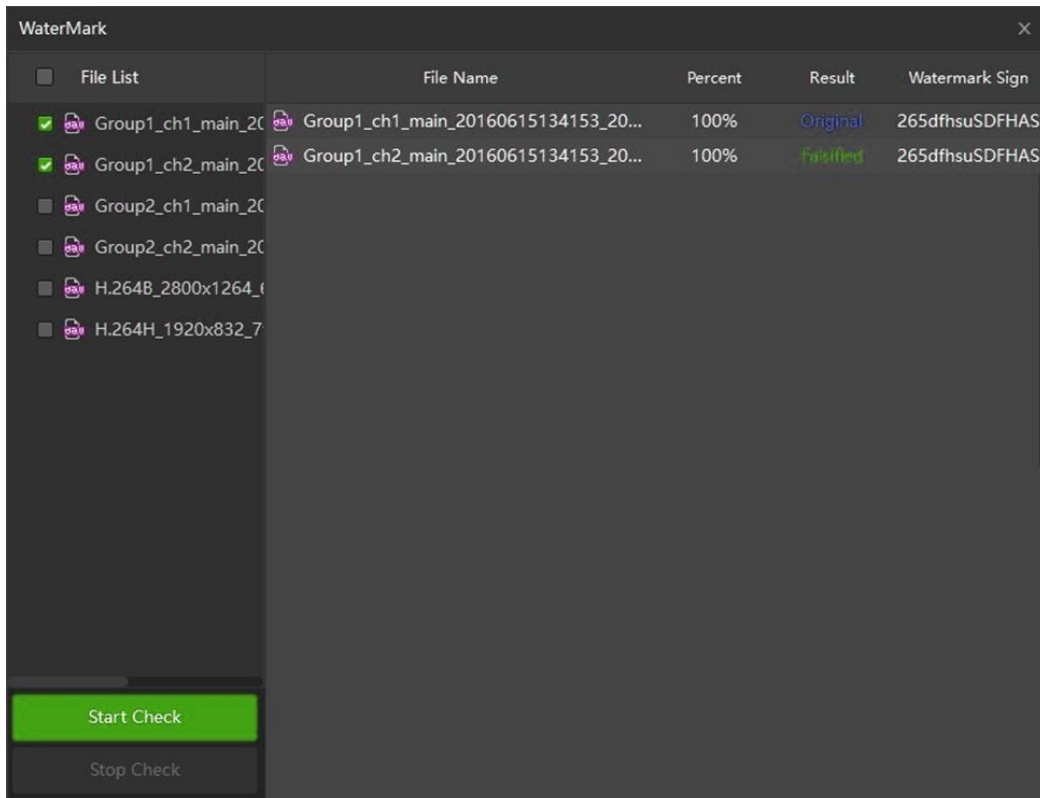 WaterMark
File List
File Name Percent Result Watermark Sign
Group1_ch1_main_20
Group1_ch2_main_20
Group2_ch1_main_20
Group2_ch2_main_20
H.264B_2800x1264_6
H.264H_1920x832_7
Group1_ch1_main_20160615134153_20... 100% Original 265dfhsuSDFHAS
Group1_ch2_main_20160615134153_20... 100% Falsified 265dfhsuSDFHAS
Start Check
Stop Check